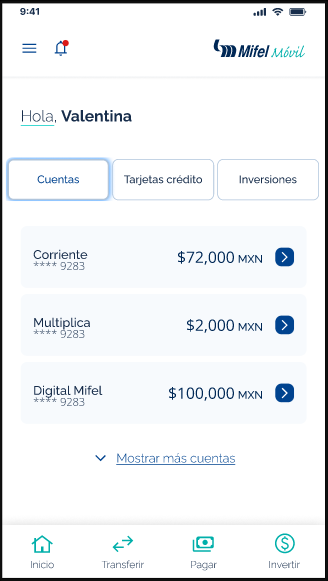 9:41
Mifel Móvil
Hola, Valentina
Cuentas
Tarjetas crédito
Inversiones
Corriente
**** 9283
$72,000 MXN
Multiplica
**** 9283
$2,000 MXN
Digital Mifel
**** 9283
$100,000 MXN
Mostrar más cuentas
Inicio
Transferir
Pagar
Invertir